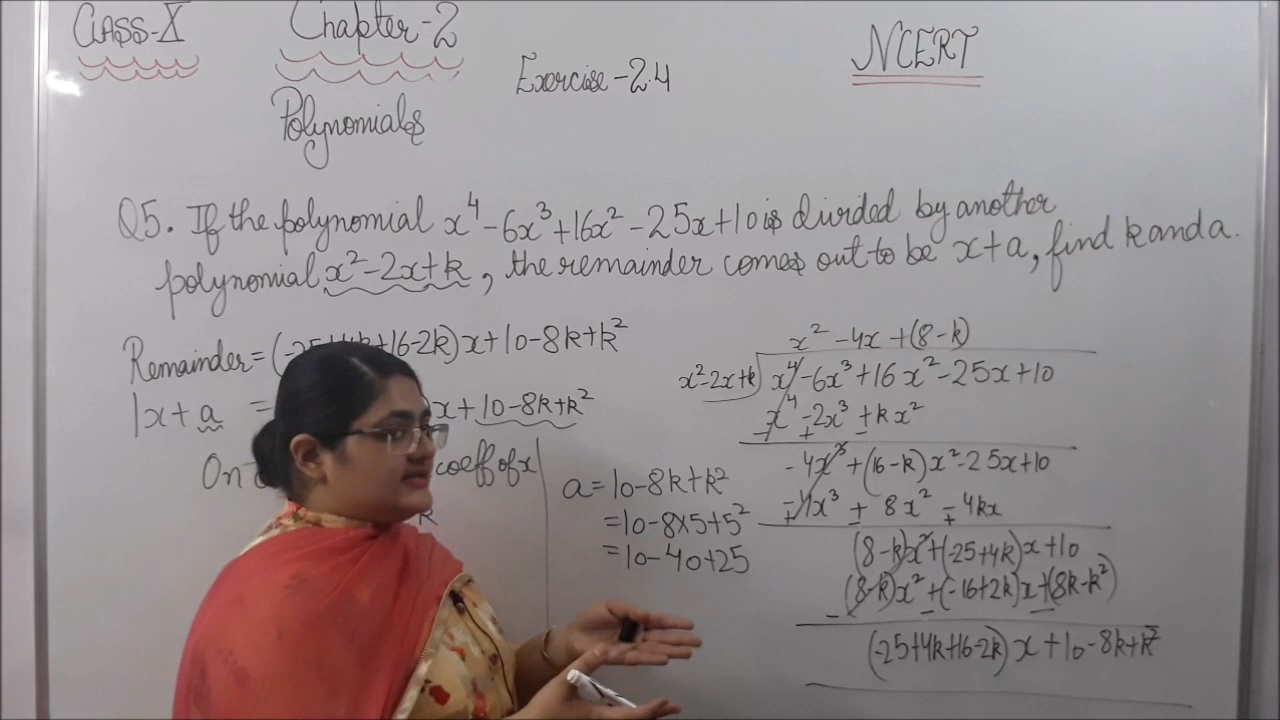 CLASS-X
Chapter-2
Polynomials
Exercise-2.4
NCERT
Q5. If the polynomial x⁴-6x³+16x²-25x+10 is divided by another
polynomial x²-2x+k, the remainder comes out to be x+a, find k and a.
Remainder=(-25+4k+16-2k)x+10-8k+k²
1x+a = x+10-8k+k²
coeff of x
k
a=10-8k+k²
=10-8×5+5²
=10-40+25
x²-4x+(8-k)
x²-2x+k) x⁴-6x³+16x²-25x+10
x⁴-2x³+kx²
- + -
-4x³+(16-k)x²-25x+10
-4x³+8x²-4kx
+ - +
(8-k)x²+(-25+4k)x+10
(8-k)x²+(-16+2k)x+(8k-k²)
- - -
(-25+4k+16-2k)x+10-8k+k²